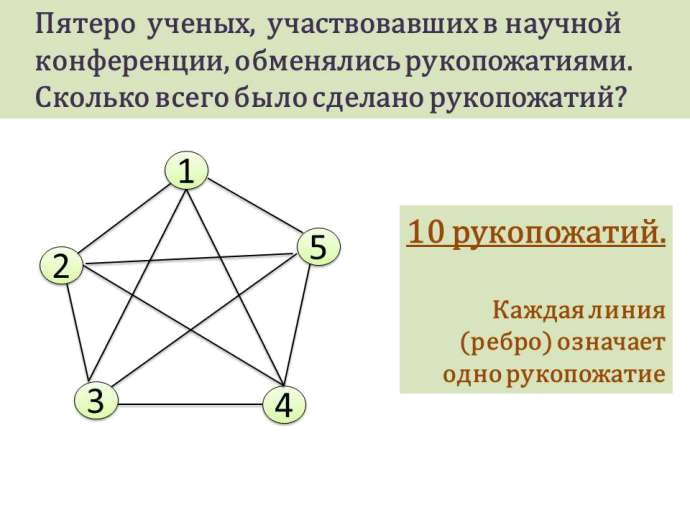 Пятеро ученых, участвовавших в научной
конференции, обменялись рукопожатиями.
Сколько всего было сделано рукопожатий?
1
5
2
3
4
10 рукопожатий.
Каждая линия
(ребро) означает
одно рукопожатие